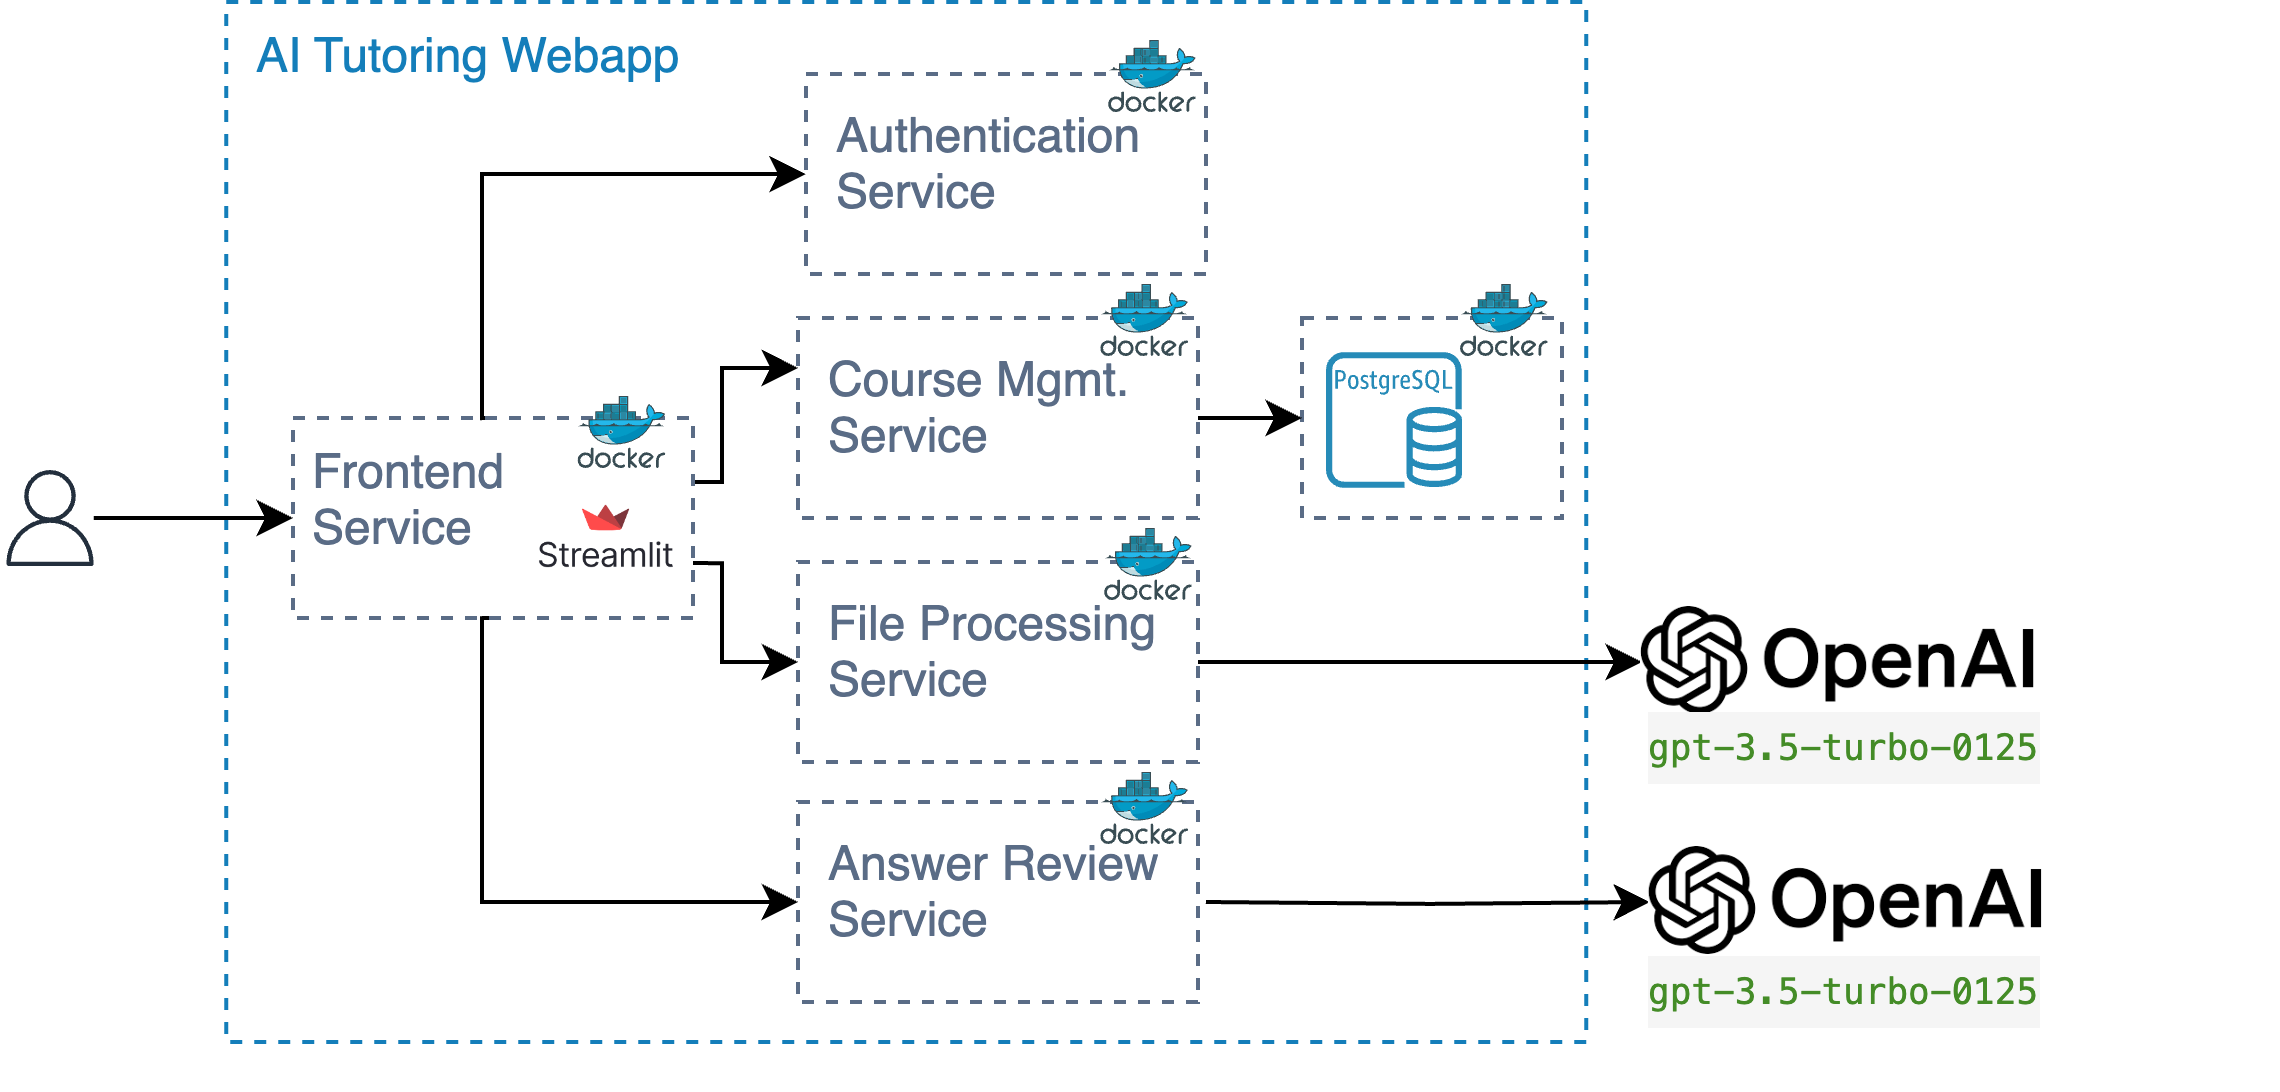 AI Tutoring Webapp
docker
Authentication
Service
docker
Course Mgmt.
Service
docker
PostgreSQL
docker
Frontend
Service
Streamlit
docker
File Processing
Service
OpenAI
gpt-3.5-turbo-0125
docker
Answer Review
Service
OpenAI
gpt-3.5-turbo-0125